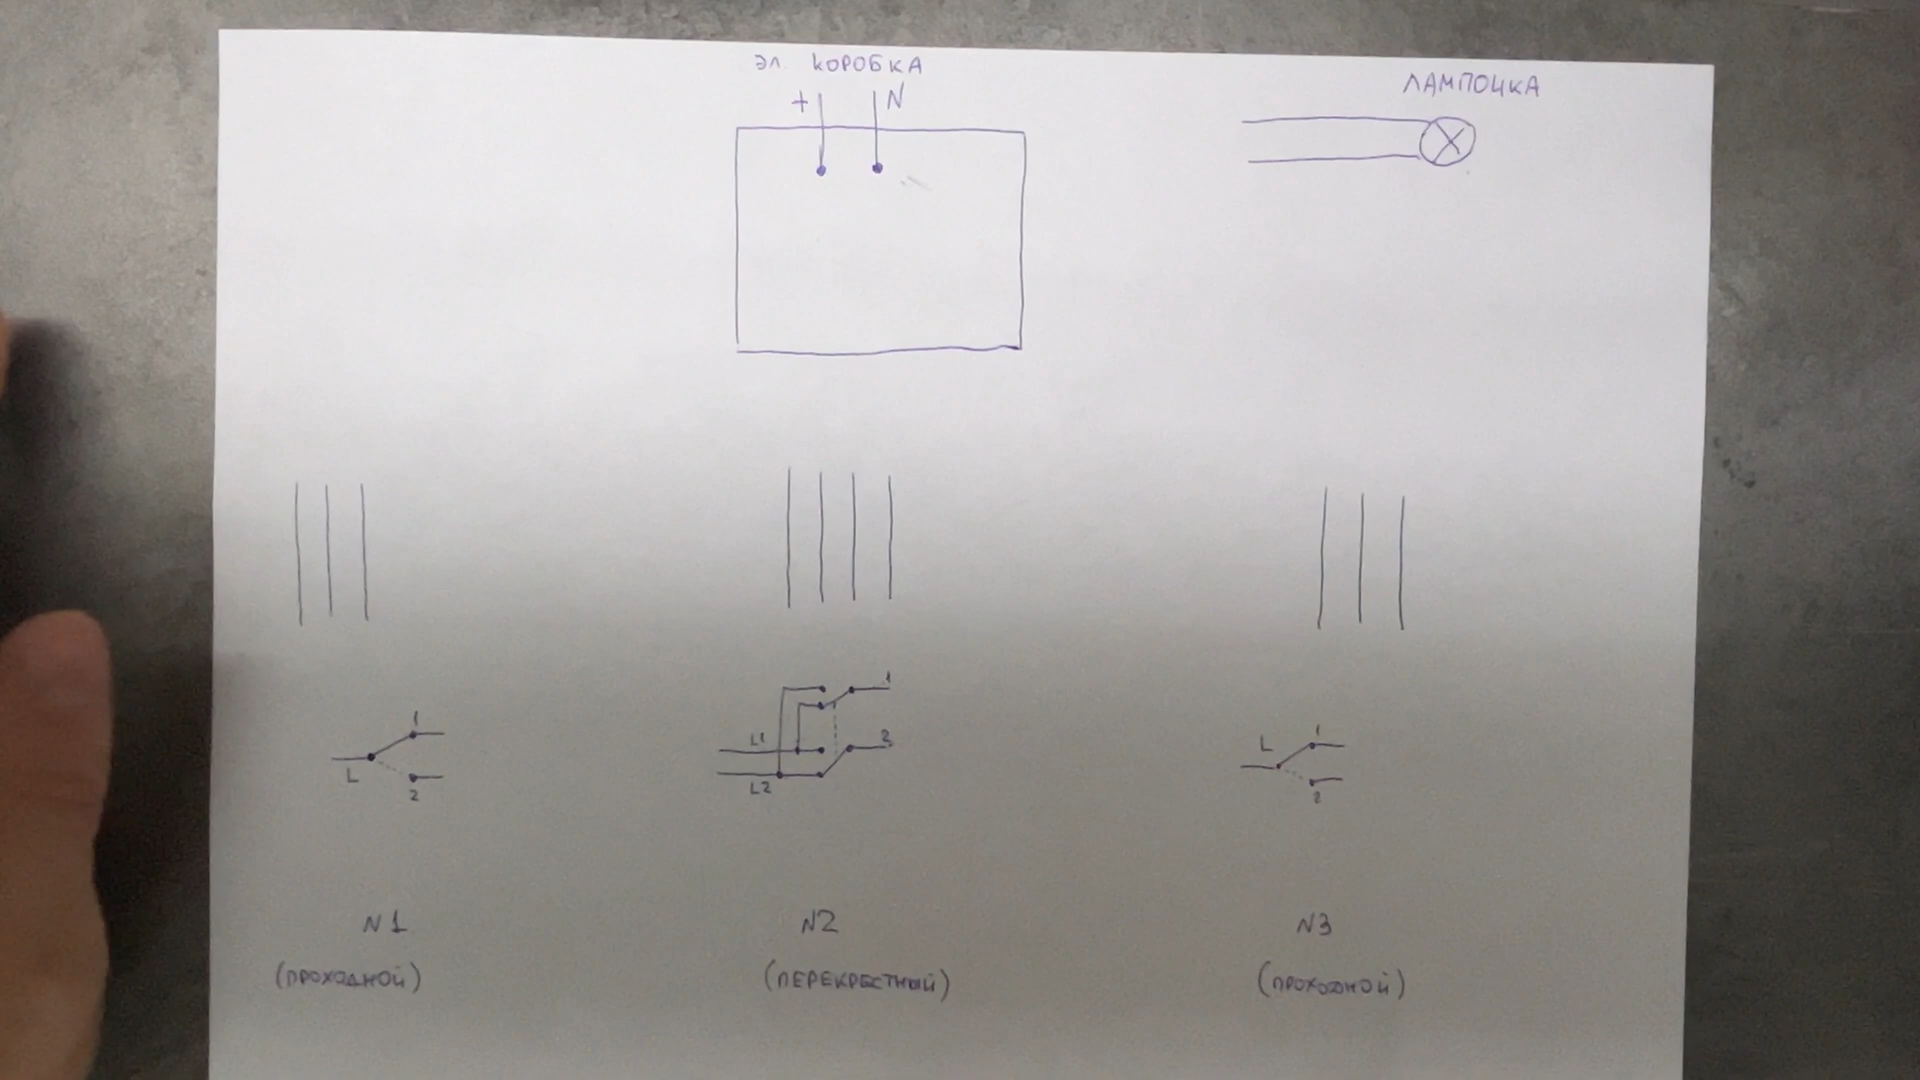 эл. КОРОБКА
+ N
ЛАМПОЧКА
1
L
2
1
L1
3
L2
L
1
2
N1
N2
N3
(ПРОХОДНОЙ)
(ПЕРЕКРЕСТНЫЙ)
(ПРОХОДНОЙ)